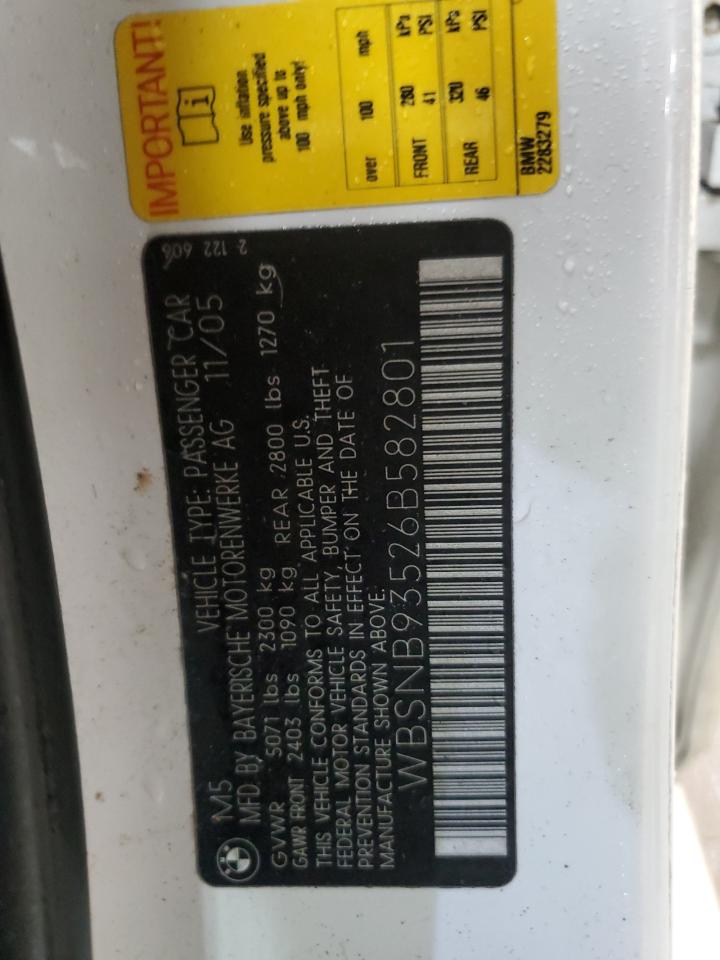 IMPORTANT!
i
Use inflation
pressure specified
above up to
100 mph only!
over 100 mph
FRONT 280 kPa
41 PSI
REAR 320 kPa
46 PSI
BMW
2283279
2 122 606
M5 VEHICLE TYPE: PASSENGER CAR
MFD BY BAYERISCHE MOTORENWERKE AG 11/05
GVWR 5071 lbs 2300 kg
GAWR FRONT 2403 lbs 1090 kg REAR 2800 lbs 1270 kg
THIS VEHICLE CONFORMS TO ALL APPLICABLE U.S.
FEDERAL MOTOR VEHICLE SAFETY, BUMPER AND THEFT
PREVENTION STANDARDS IN EFFECT ON THE DATE OF
MANUFACTURE SHOWN ABOVE.
WBSNB93526B582801